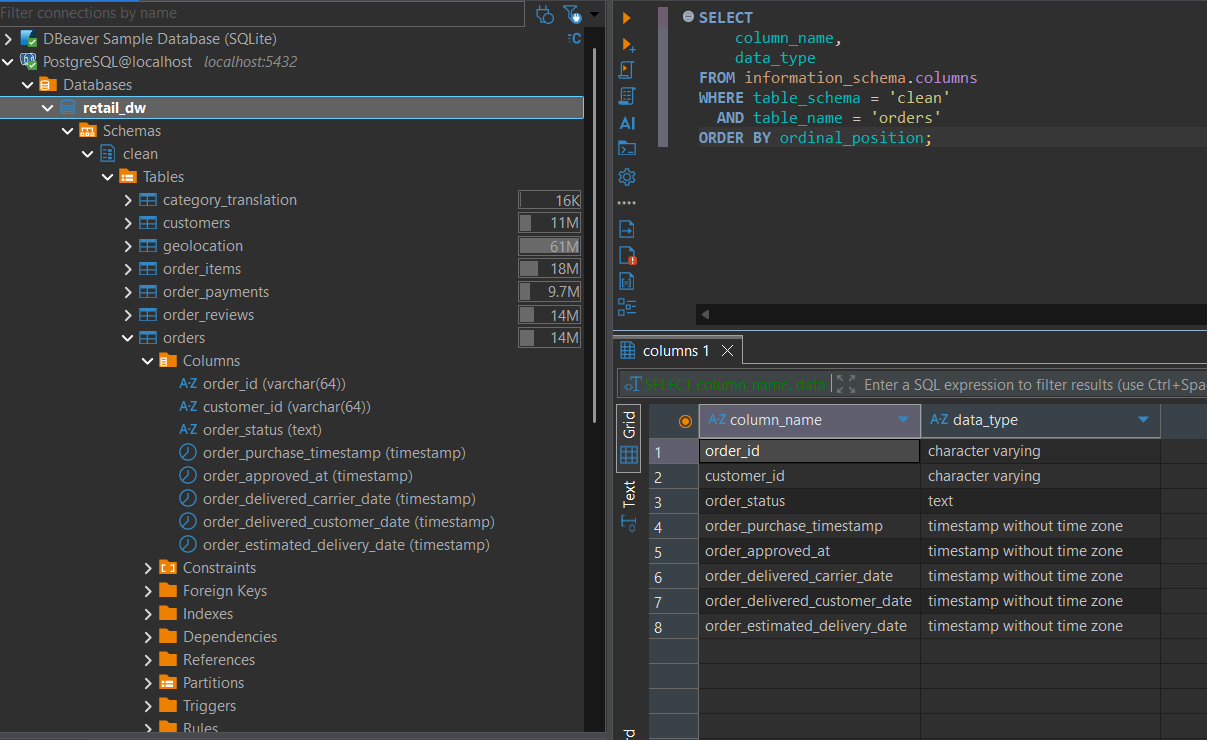 Filter connections by name
DBeaver Sample Database (SQLite)
PostgreSQL@localhost localhost:5432
Databases
retail_dw
Schemas
clean
Tables
category_translation 16K
customers 11M
geolocation 61M
order_items 18M
order_payments 9.7M
order_reviews 14M
orders 14M
Columns
A-Z order_id (varchar(64))
A-Z customer_id (varchar(64))
A-Z order_status (text)
order_purchase_timestamp (timestamp)
order_approved_at (timestamp)
order_delivered_carrier_date (timestamp)
order_delivered_customer_date (timestamp)
order_estimated_delivery_date (timestamp)
Constraints
Foreign Keys
Indexes
Dependencies
References
Partitions
Triggers
Rules
AI
SELECT
column_name,
data_type
FROM information_schema.columns
WHERE table_schema = 'clean'
AND table_name = 'orders'
ORDER BY ordinal_position;
columns 1
SELECT column_name, data Enter a SQL expression to filter results (use Ctrl+Spa
Grid
Text
A-Z column_name A-Z data_type
1 order_id character varying
2 customer_id character varying
3 order_status text
4 order_purchase_timestamp timestamp without time zone
5 order_approved_at timestamp without time zone
6 order_delivered_carrier_date timestamp without time zone
7 order_delivered_customer_date timestamp without time zone
8 order_estimated_delivery_date timestamp without time zone